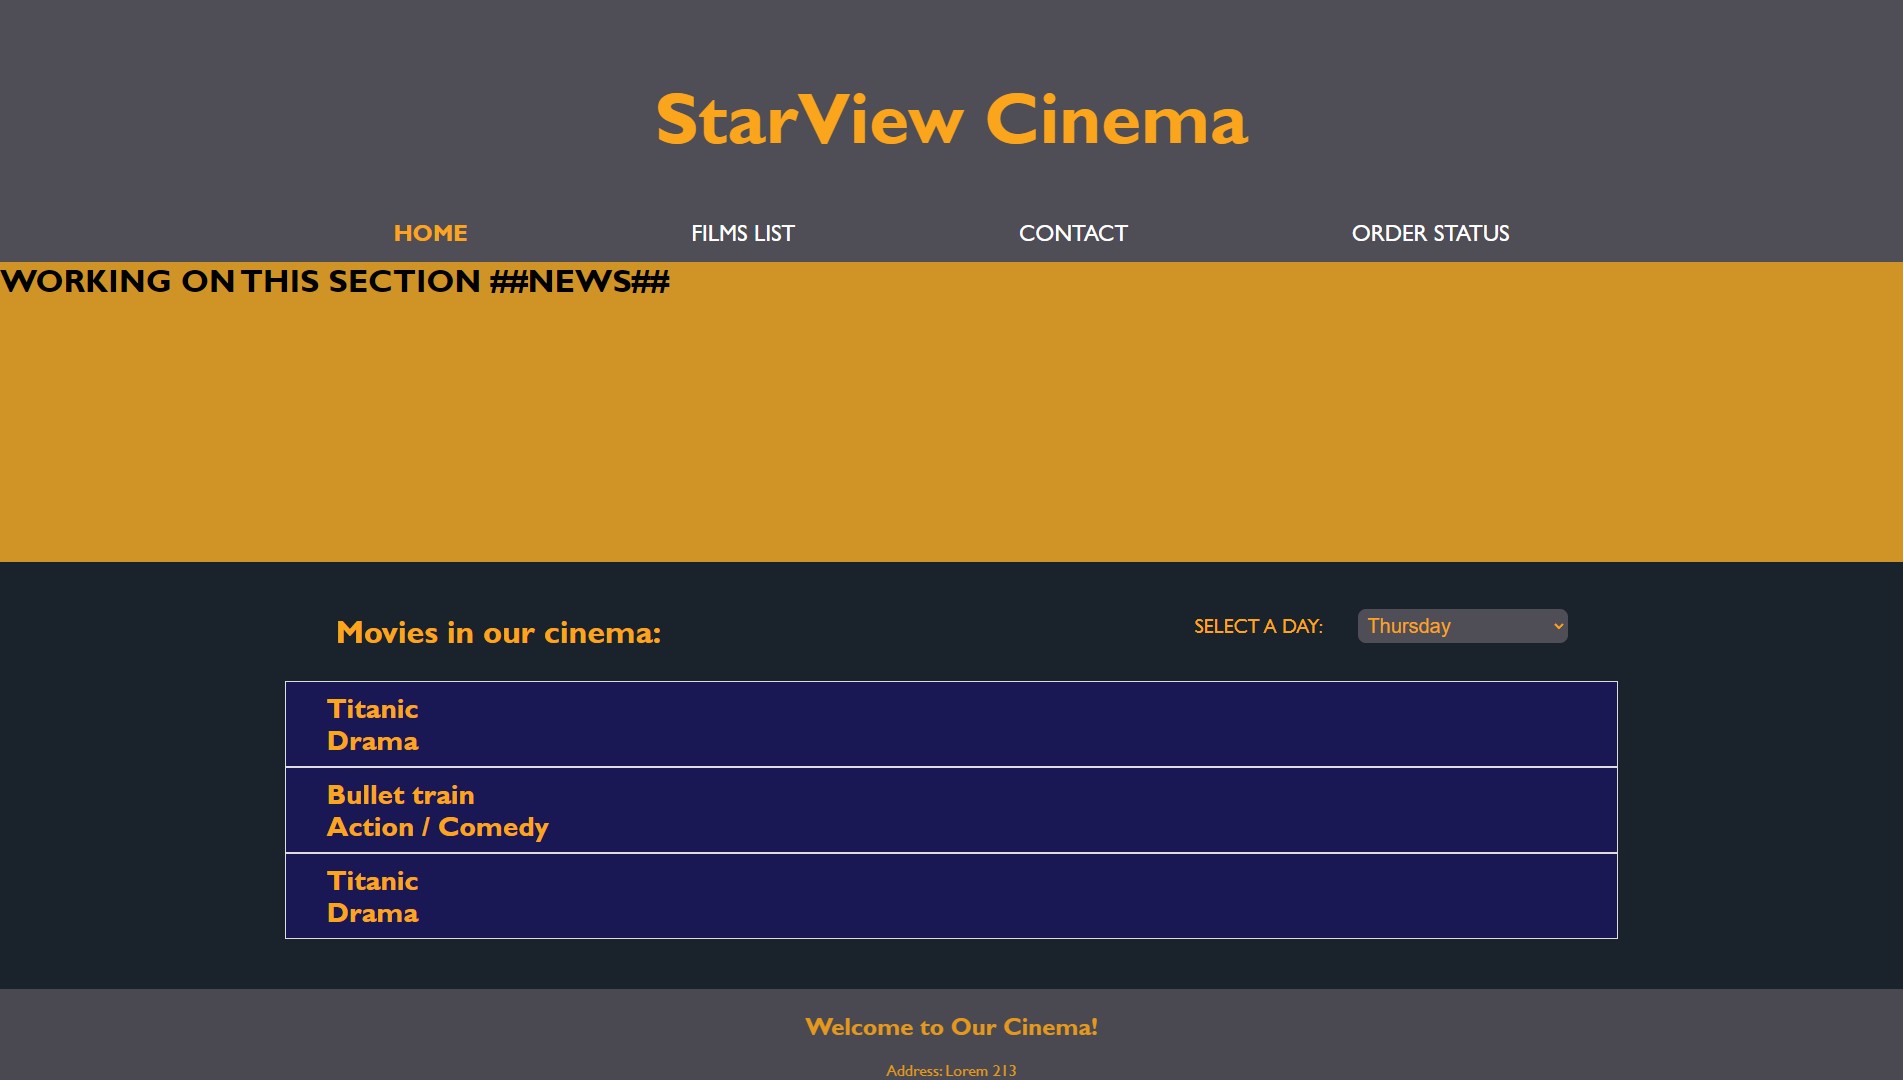 StarView Cinema
HOME
FILMS LIST
CONTACT
ORDER STATUS
WORKING ON THIS SECTION ##NEWS##
Movies in our cinema:
SELECT A DAY:
Thursday
Titanic
Drama
Bullet train
Action / Comedy
Titanic
Drama
Welcome to Our Cinema!
Address: Lorem 213